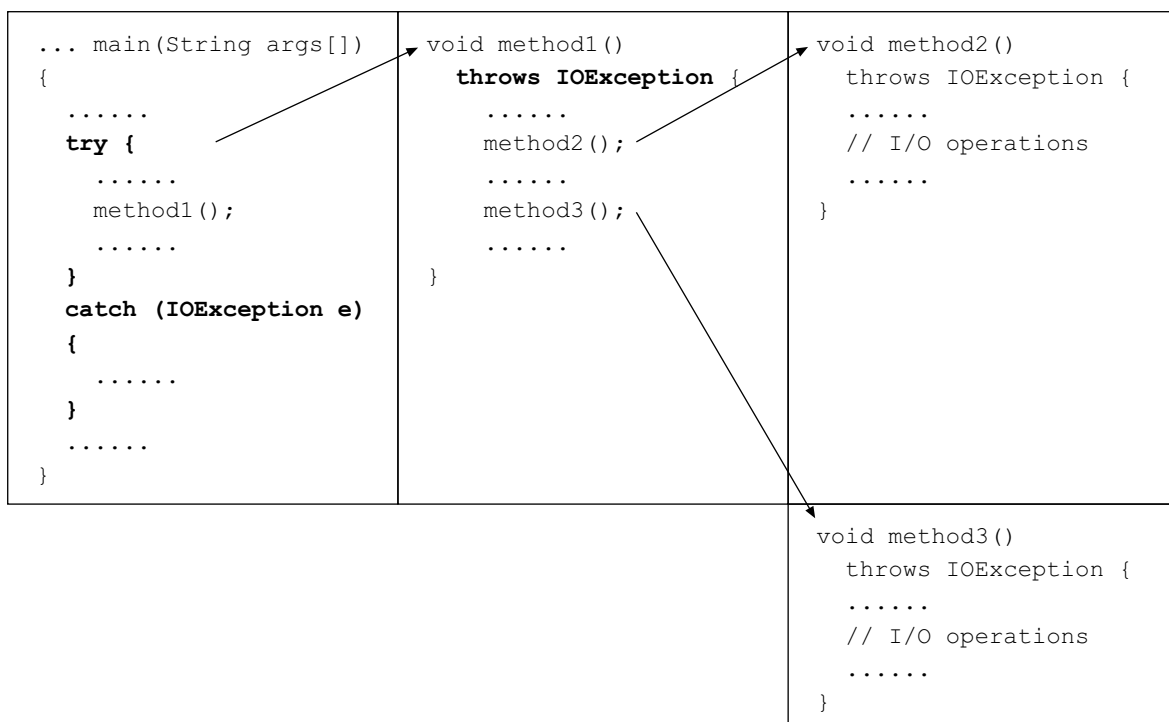 ... main(String args[])
{
......
try {
......
method1();
......
}
catch (IOException e)
{
......
}
......
}
void method1()
throws IOException {
......
method2();
......
method3();
......
}
void method2()
throws IOException {
......
// I/O operations
......
}
void method3()
throws IOException {
......
// I/O operations
......
}